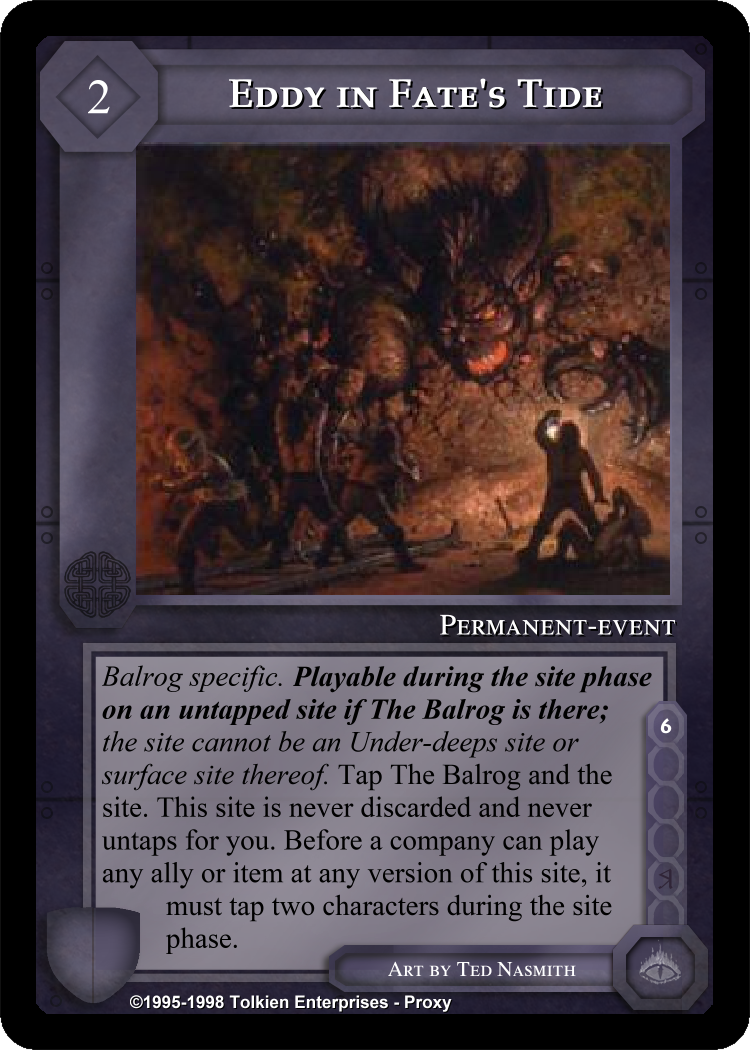 2
EDDY IN FATE'S TIDE
PERMANENT-EVENT
Balrog specific. Playable during the site phase
on an untapped site if The Balrog is there;
the site cannot be an Under-deeps site or
surface site thereof. Tap The Balrog and the
site. This site is never discarded and never
untaps for you. Before a company can play
any ally or item at any version of this site, it
must tap two characters during the site
phase.
6
ART BY TED NASMITH
©1995-1998 Tolkien Enterprises - Proxy